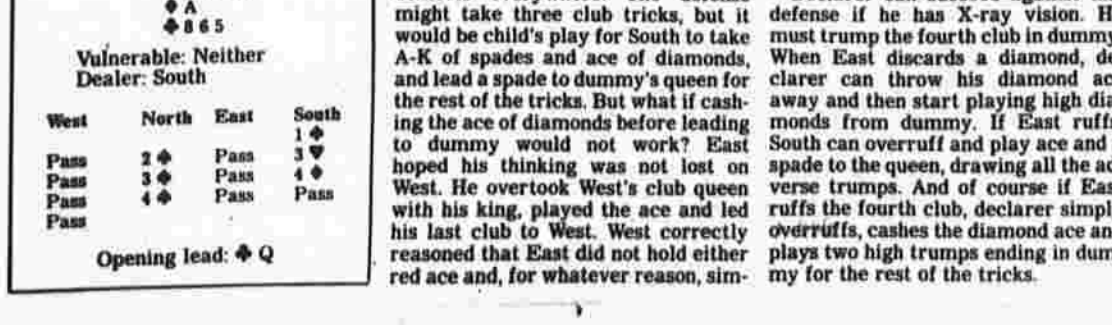 ♦ A
♣ 8 6 5
Vulnerable: Neither
Dealer: South
West North East South
1 ♠
Pass 2 ♠ Pass 3 ♥
Pass 3 ♠ Pass 4 ♦
Pass 4 ♠ Pass Pass
Pass
Opening lead: ♣ Q
might take three club tricks, but it
would be child's play for South to take
A-K of spades and ace of diamonds,
and lead a spade to dummy's queen for
the rest of the tricks. But what if cash-
ing the ace of diamonds before leading
to dummy would not work? East
hoped his thinking was not lost on
West. He overtook West's club queen
with his king, played the ace and led
his last club to West. West correctly
reasoned that East did not hold either
red ace and, for whatever reason, sim-
defense if he has X-ray vision. H
must trump the fourth club in dummy
When East discards a diamond, de
clarer can throw his diamond ac
away and then start playing high dia
monds from dummy. If East ruffs
South can overruff and play ace and
spade to the queen, drawing all the ad
verse trumps. And of course if Eas
ruffs the fourth club, declarer simpl
overruffs, cashes the diamond ace an
plays two high trumps ending in dum
my for the rest of the tricks.